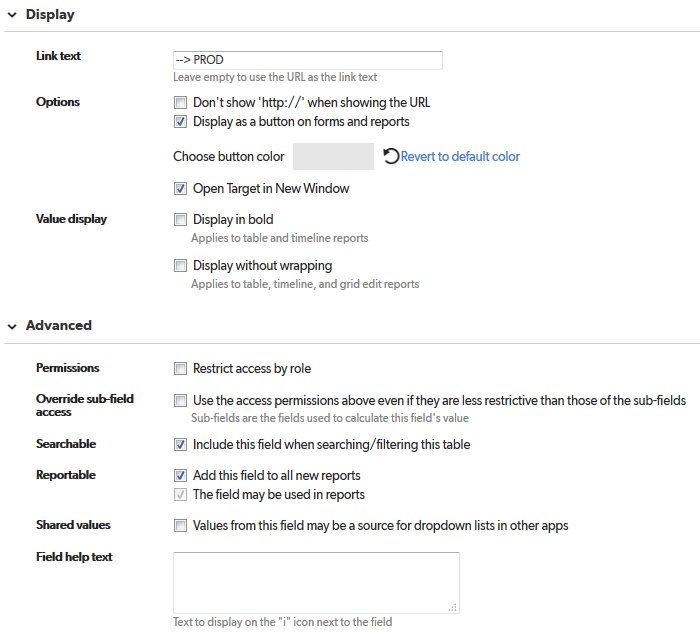 Display
Link text
--> PROD
Leave empty to use the URL as the link text
Options
Don't show 'http://' when showing the URL
Display as a button on forms and reports
Choose button color
Revert to default color
Open Target in New Window
Value display
Display in bold
Applies to table and timeline reports
Display without wrapping
Applies to table, timeline, and grid edit reports
Advanced
Permissions
Restrict access by role
Override sub-field
access
Use the access permissions above even if they are less restrictive than those of the sub-fields
Sub-fields are the fields used to calculate this field's value
Searchable
Include this field when searching/filtering this table
Reportable
Add this field to all new reports
The field may be used in reports
Shared values
Values from this field may be a source for dropdown lists in other apps
Field help text
Text to display on the "i" icon next to the field